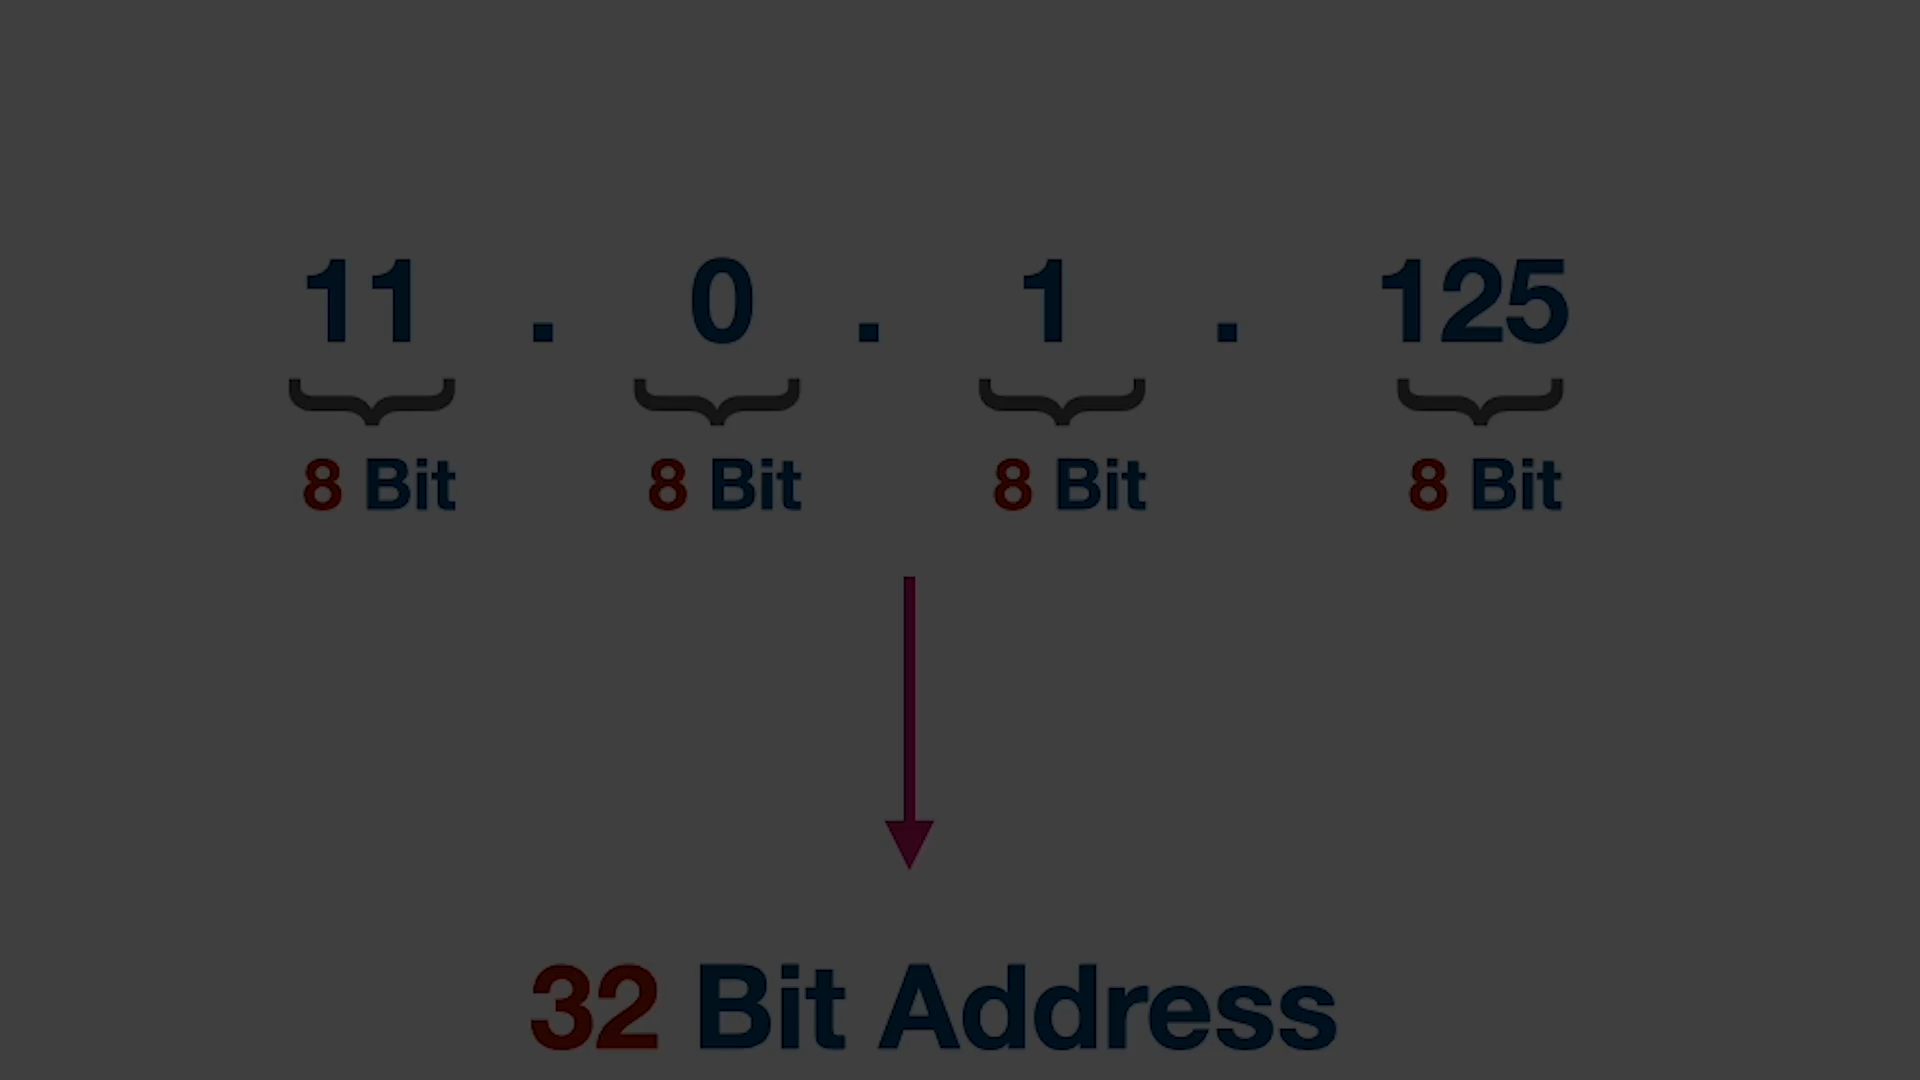 11 . 0 . 1 . 125
8 Bit 8 Bit 8 Bit 8 Bit
32 Bit Address